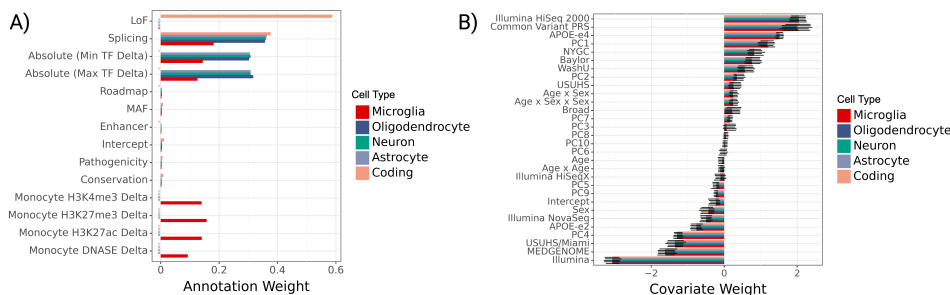 A)
LoF
Splicing
Absolute (Min TF Delta)
Absolute (Max TF Delta)
Roadmap
MAF
Enhancer
Intercept
Pathogenicity
Conservation
Monocyte H3K4me3 Delta
Monocyte H3K27me3 Delta
Monocyte H3K27ac Delta
Monocyte DNASE Delta
0 0.2 0.4 0.6
Annotation Weight
Cell Type
Microglia
Oligodendrocyte
Neuron
Astrocyte
Coding
B)
Illumina HiSeq 2000
Common Variant PRS
APOE-e4
PC1
NYGC
Baylor
WashU
PC2
USUHS
Age x Sex
Age x Sex x Sex
Broad
PC7
PC3
PC8
PC10
PC6
Age
Age x Age
Illumina HiSeqX
PC5
PC9
Intercept
Sex
Illumina NovaSeq
APOE-e2
PC4
USUHS/Miami
MEDGENOME
Illumina
−2 0 2
Covariate Weight
Cell Type
Microglia
Oligodendrocyte
Neuron
Astrocyte
Coding